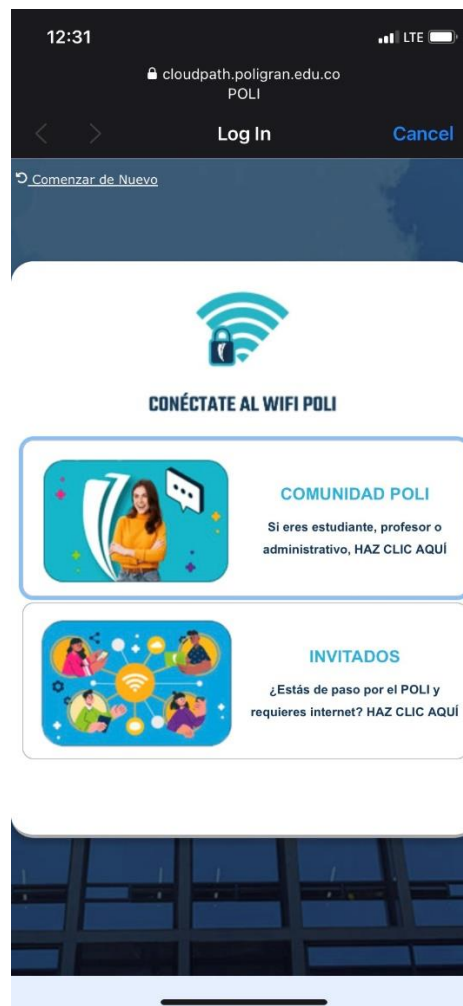 12:31
LTE
cloudpath.poligran.edu.co
POLI
Log In
Cancel
Comenzar de Nuevo
CONÉCTATE AL WIFI POLI
COMUNIDAD POLI
Si eres estudiante, profesor o
administrativo, HAZ CLIC AQUÍ
INVITADOS
¿Estás de paso por el POLI y
requieres internet? HAZ CLIC AQUÍ